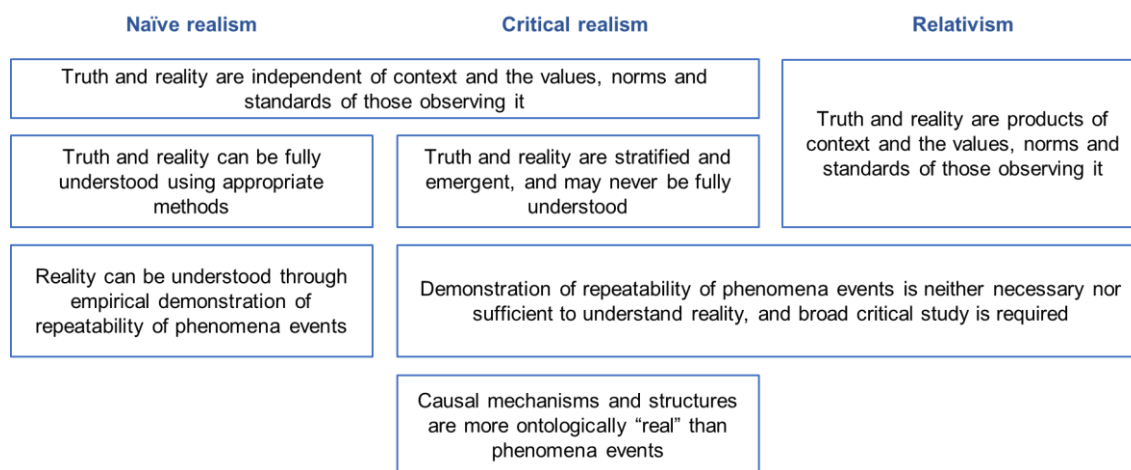 Naïve realism
Critical realism
Relativism
Truth and reality are independent of context and the values, norms and
standards of those observing it
Truth and reality are products of
context and the values, norms and
standards of those observing it
Truth and reality can be fully
understood using appropriate
methods
Truth and reality are stratified and
emergent, and may never be fully
understood
Reality can be understood through
empirical demonstration of
repeatability of phenomena events
Demonstration of repeatability of phenomena events is neither necessary nor
sufficient to understand reality, and broad critical study is required
Causal mechanisms and structures
are more ontologically “real” than
phenomena events